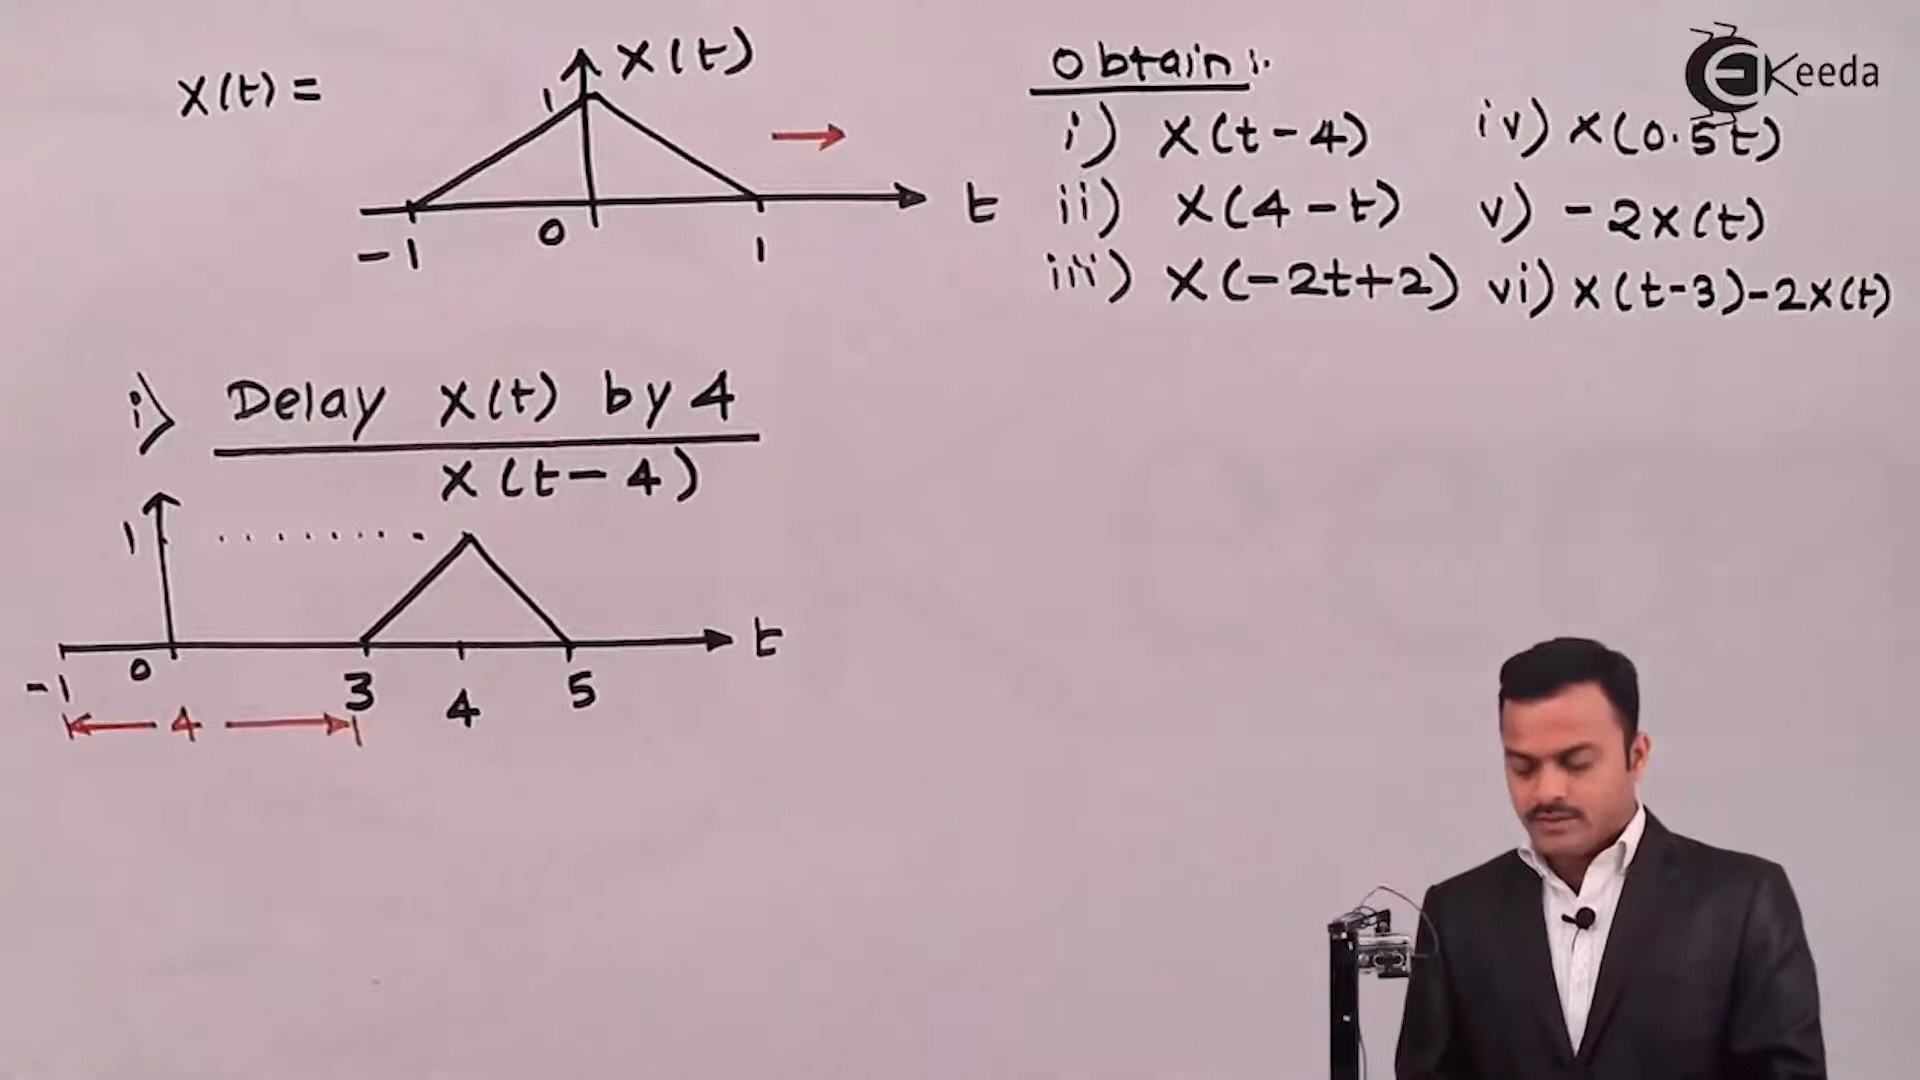 x(t) =
x(t)
1
t
-1
0
1
Obtain:
i) x(t-4)
ii) x(4-t)
iii) x(-2t+2)
iv) x(0.5t)
v) -2x(t)
vi) x(t-3)-2x(t)
Keeda
i) Delay x(t) by 4
x(t-4)
1
t
-1
0
3
4
5
4